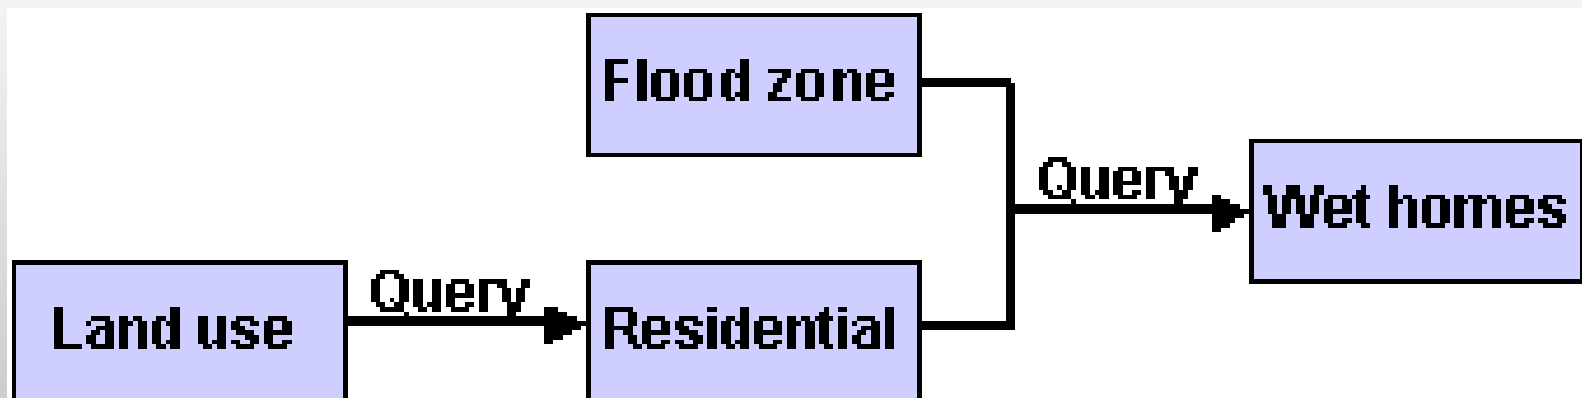 Flood zone
Query
Wet homes
Land use
Query
Residential